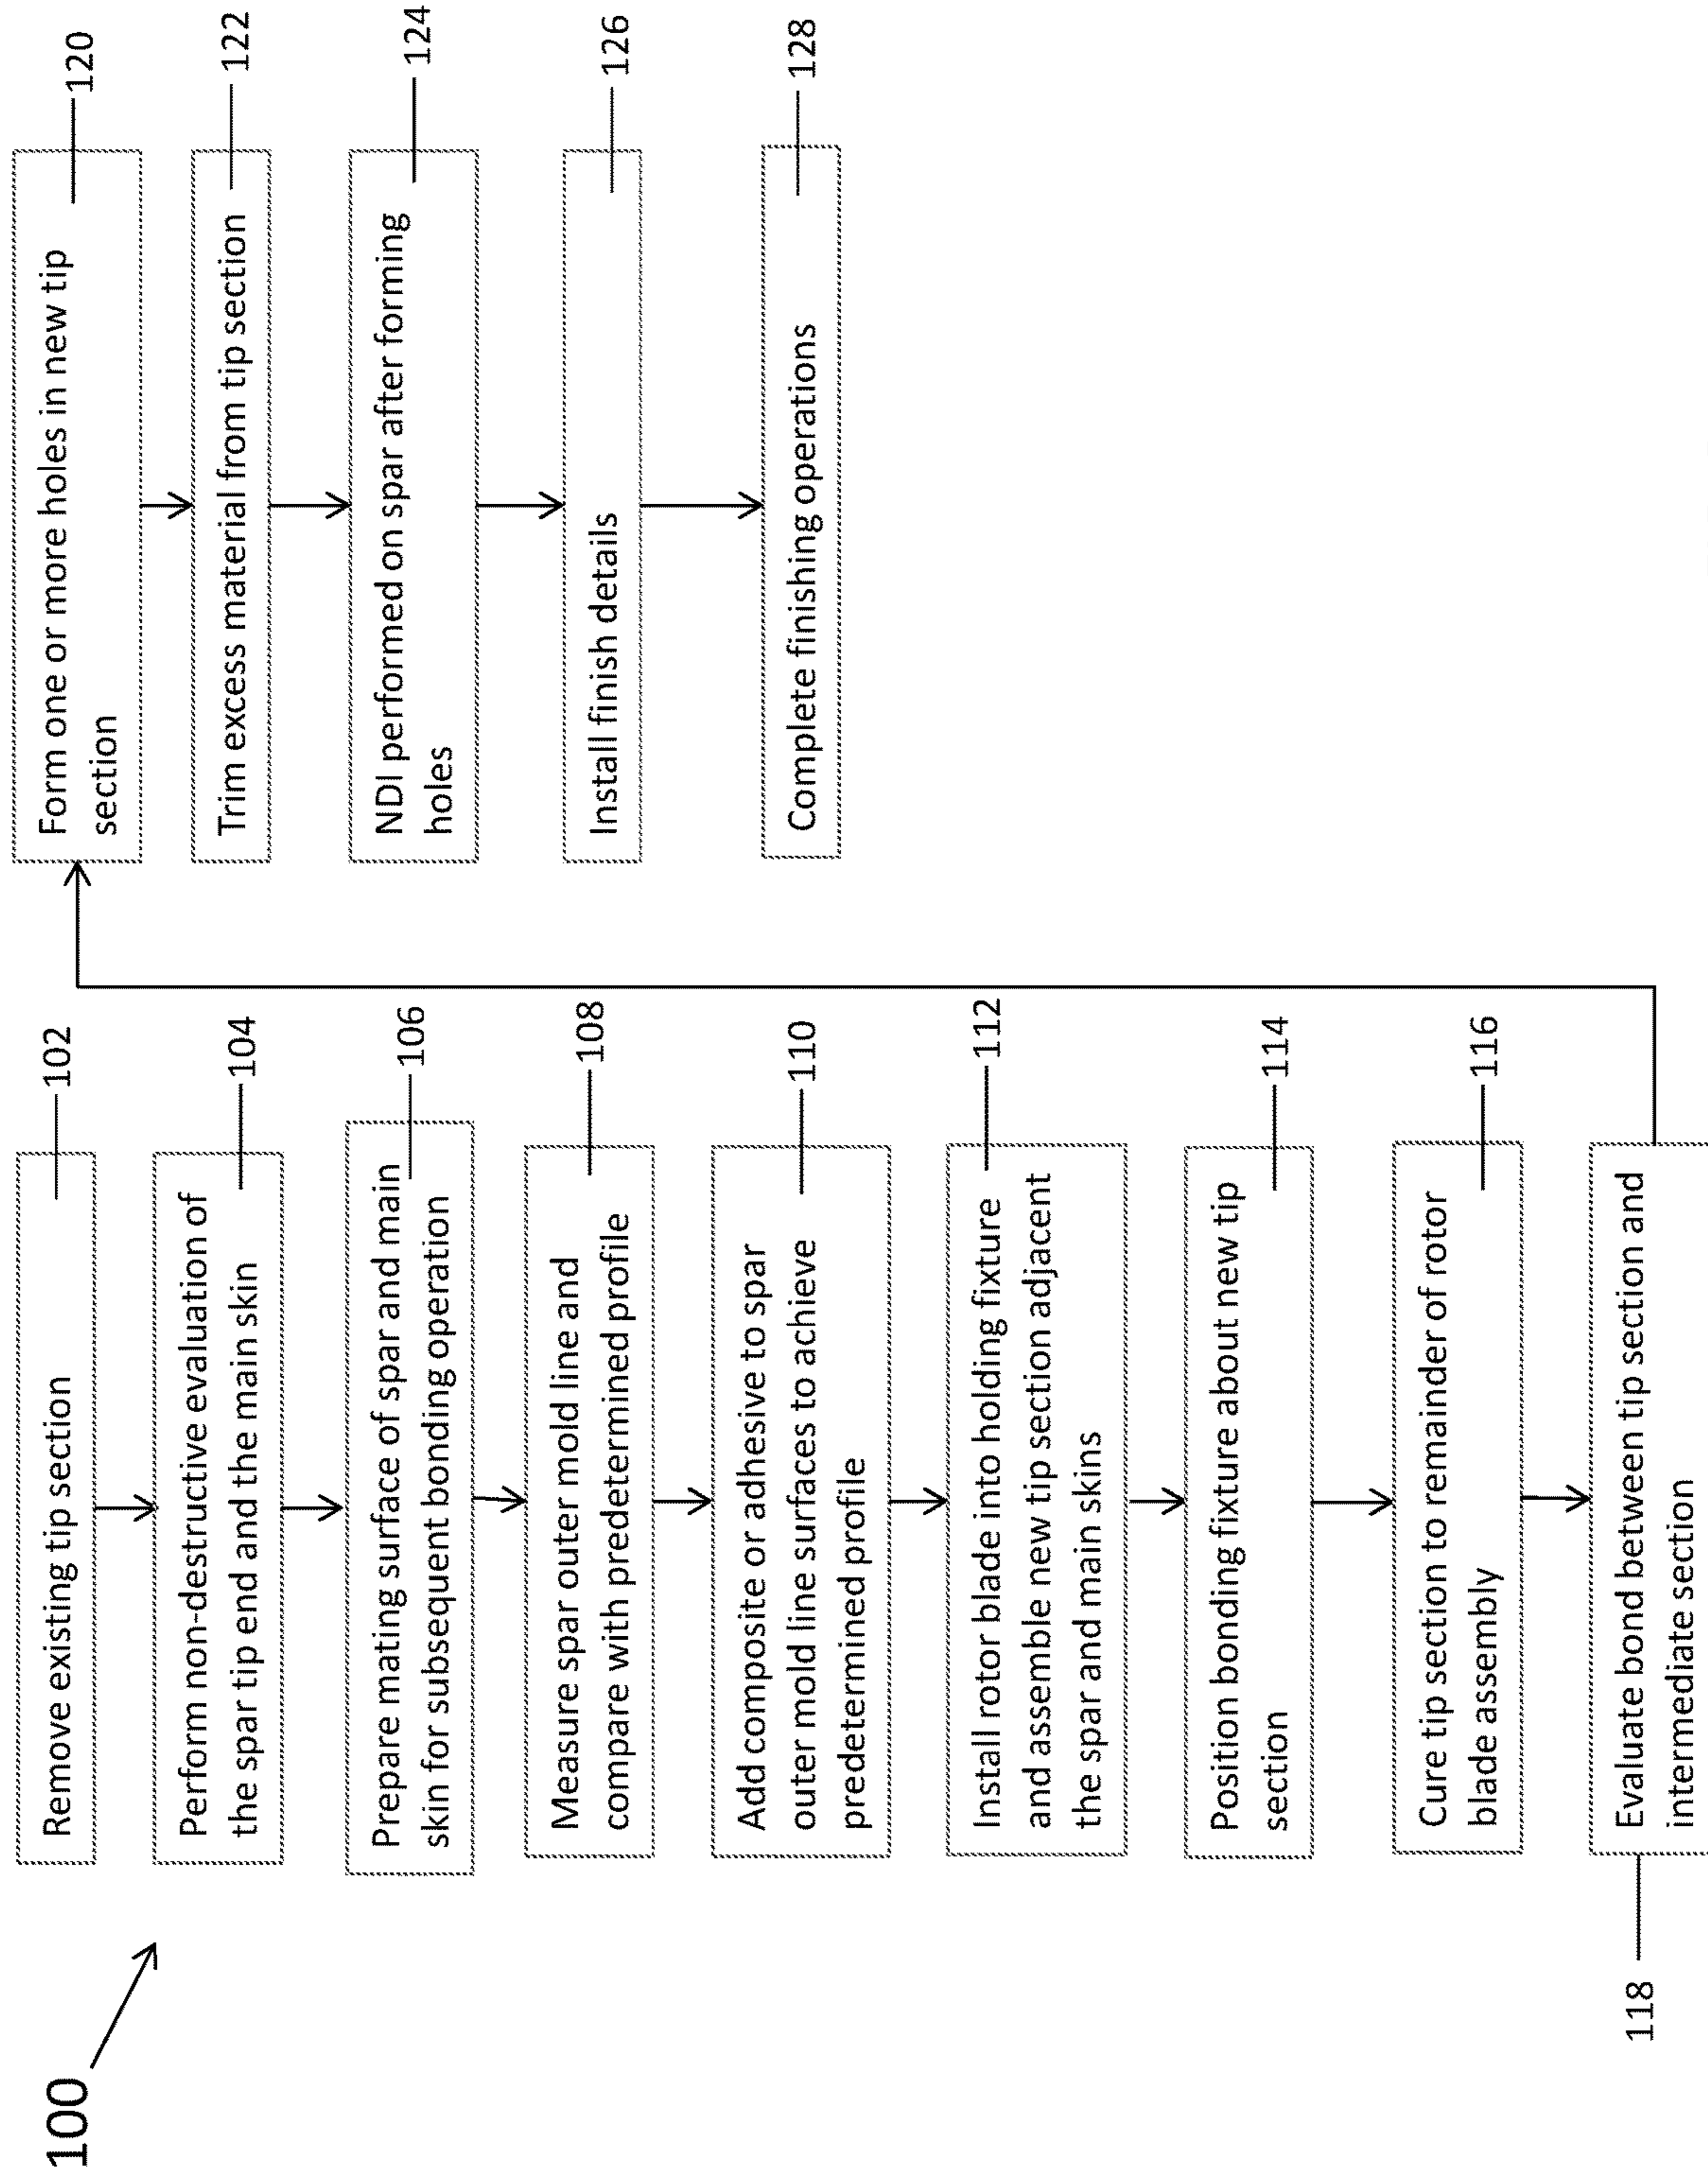 100
Remove existing tip section
102
Perform non-destructive evaluation of
the spar tip end and the main skin
104
Prepare mating surface of spar and main
skin for subsequent bonding operation
106
Measure spar outer mold line and
compare with predetermined profile
108
Add composite or adhesive to spar
outer mold line surfaces to achieve
predetermined profile
110
Install rotor blade into holding fixture
and assemble new tip section adjacent
the spar and main skins
112
Position bonding fixture about new tip
section
114
Cure tip section to remainder of rotor
blade assembly
116
118
Evaluate bond between tip section and
intermediate section
Form one or more holes in new tip
section
120
Trim excess material from tip section
122
NDI performed on spar after forming
holes
124
Install finish details
126
Complete finishing operations
128